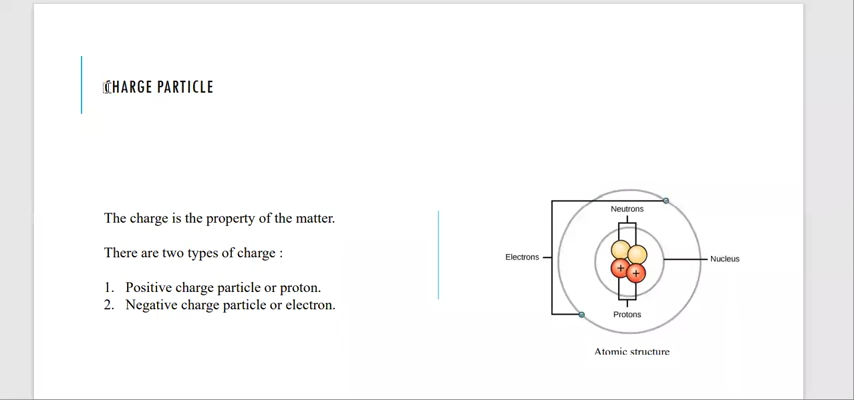 CHARGE PARTICLE
The charge is the property of the matter.
There are two types of charge :
1. Positive charge particle or proton.
2. Negative charge particle or electron.
Neutrons
Electrons
Nucleus
+ +
Protons
Atomic structure